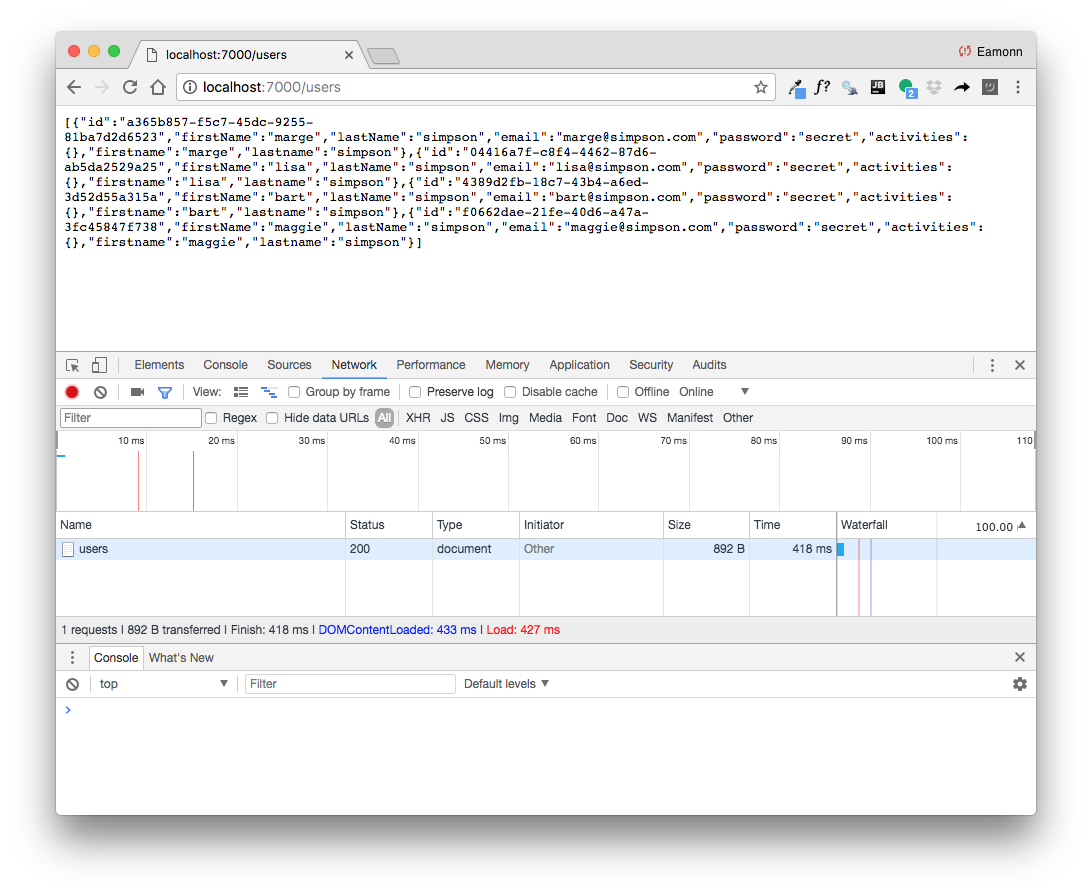 localhost:7000/users
Eamonn
localhost:7000/users
f?
JB
2
[{"id":"a365b857-f5c7-45dc-9255-
81ba7d2d6523","firstName":"marge","lastName":"simpson","email":"marge@simpson.com","password":"secret","activities":
{},"firstname":"marge","lastname":"simpson"},{"id":"04416a7f-c8f4-4462-87d6-
ab5da2529a25","firstName":"lisa","lastName":"simpson","email":"lisa@simpson.com","password":"secret","activities":
{},"firstname":"lisa","lastname":"simpson"},{"id":"4389d2fb-18c7-43b4-a6ed-
3d52d55a315a","firstName":"bart","lastName":"simpson","email":"bart@simpson.com","password":"secret","activities":
{},"firstname":"bart","lastname":"simpson"},{"id":"f0662dae-21fe-40d6-a47a-
3fc45847f738","firstName":"maggie","lastName":"simpson","email":"maggie@simpson.com","password":"secret","activities":
{},"firstname":"maggie","lastname":"simpson"}]
Elements Console Sources Network Performance Memory Application Security Audits
View: Group by frame Preserve log Disable cache Offline Online
Filter Regex Hide data URLs All XHR JS CSS Img Media Font Doc WS Manifest Other
10 ms 20 ms 30 ms 40 ms 50 ms 60 ms 70 ms 80 ms 90 ms 100 ms 110
Name Status Type Initiator Size Time Waterfall 100.00
users 200 document Other 892 B 418 ms
1 requests | 892 B transferred | Finish: 418 ms | DOMContentLoaded: 433 ms | Load: 427 ms
Console What's New
top Filter Default levels